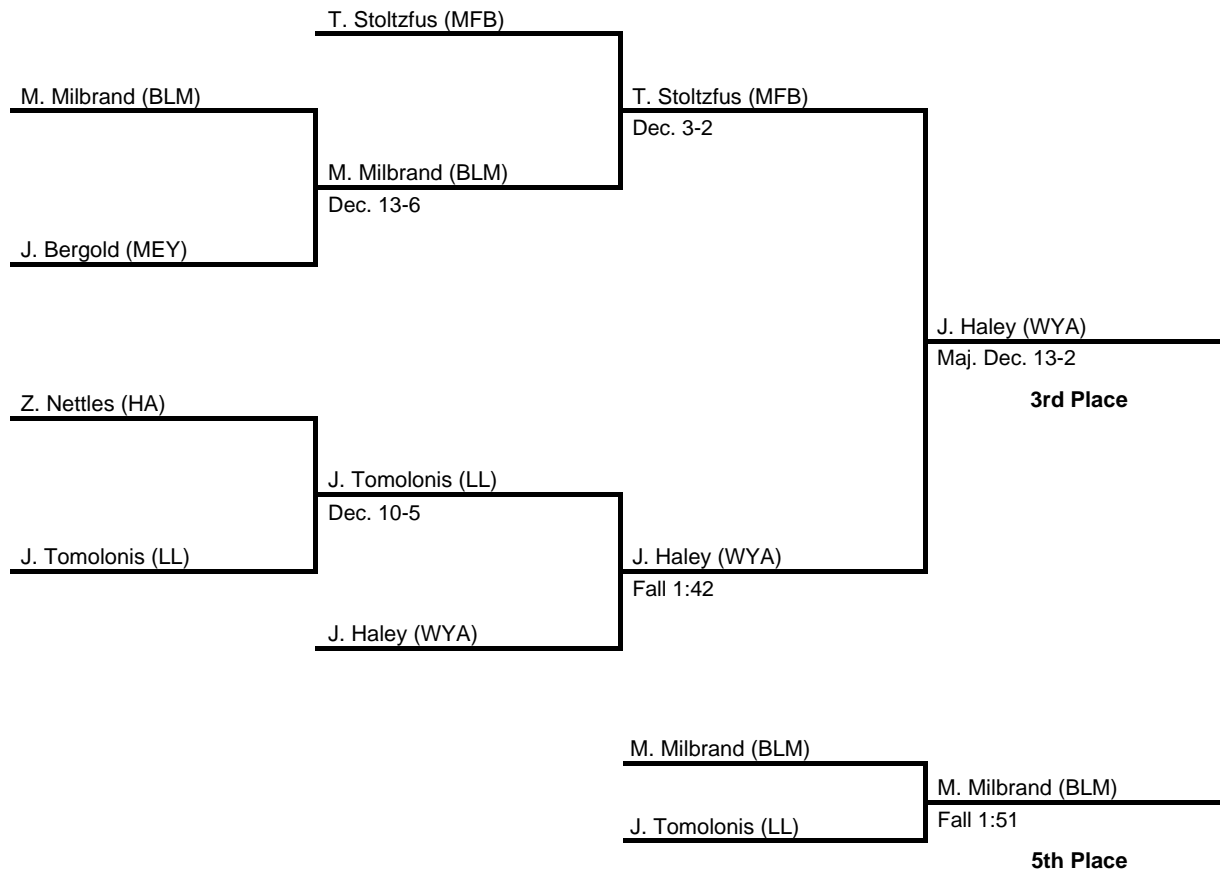 T. Stoltzfus (MFB)
M. Milbrand (BLM)
T. Stoltzfus (MFB)
Dec. 3-2
M. Milbrand (BLM)
Dec. 13-6
J. Bergold (MEY)
J. Haley (WYA)
Maj. Dec. 13-2
3rd Place
Z. Nettles (HA)
J. Tomolonis (LL)
Dec. 10-5
J. Tomolonis (LL)
J. Haley (WYA)
Fall 1:42
J. Haley (WYA)
M. Milbrand (BLM)
M. Milbrand (BLM)
Fall 1:51
J. Tomolonis (LL)
5th Place